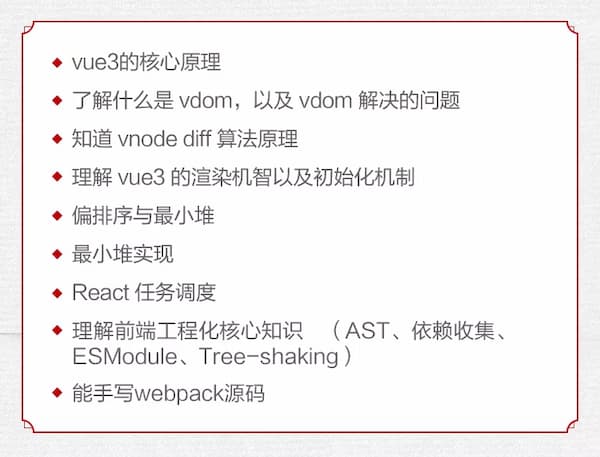 vue3的核心原理
了解什么是 vdom，以及 vdom 解决的问题
知道 vnode diff 算法原理
理解 vue3 的渲染机智以及初始化机制
偏排序与最小堆
最小堆实现
React 任务调度
理解前端工程化核心知识 （AST、依赖收集、
ESModule、Tree-shaking）
能手写webpack源码